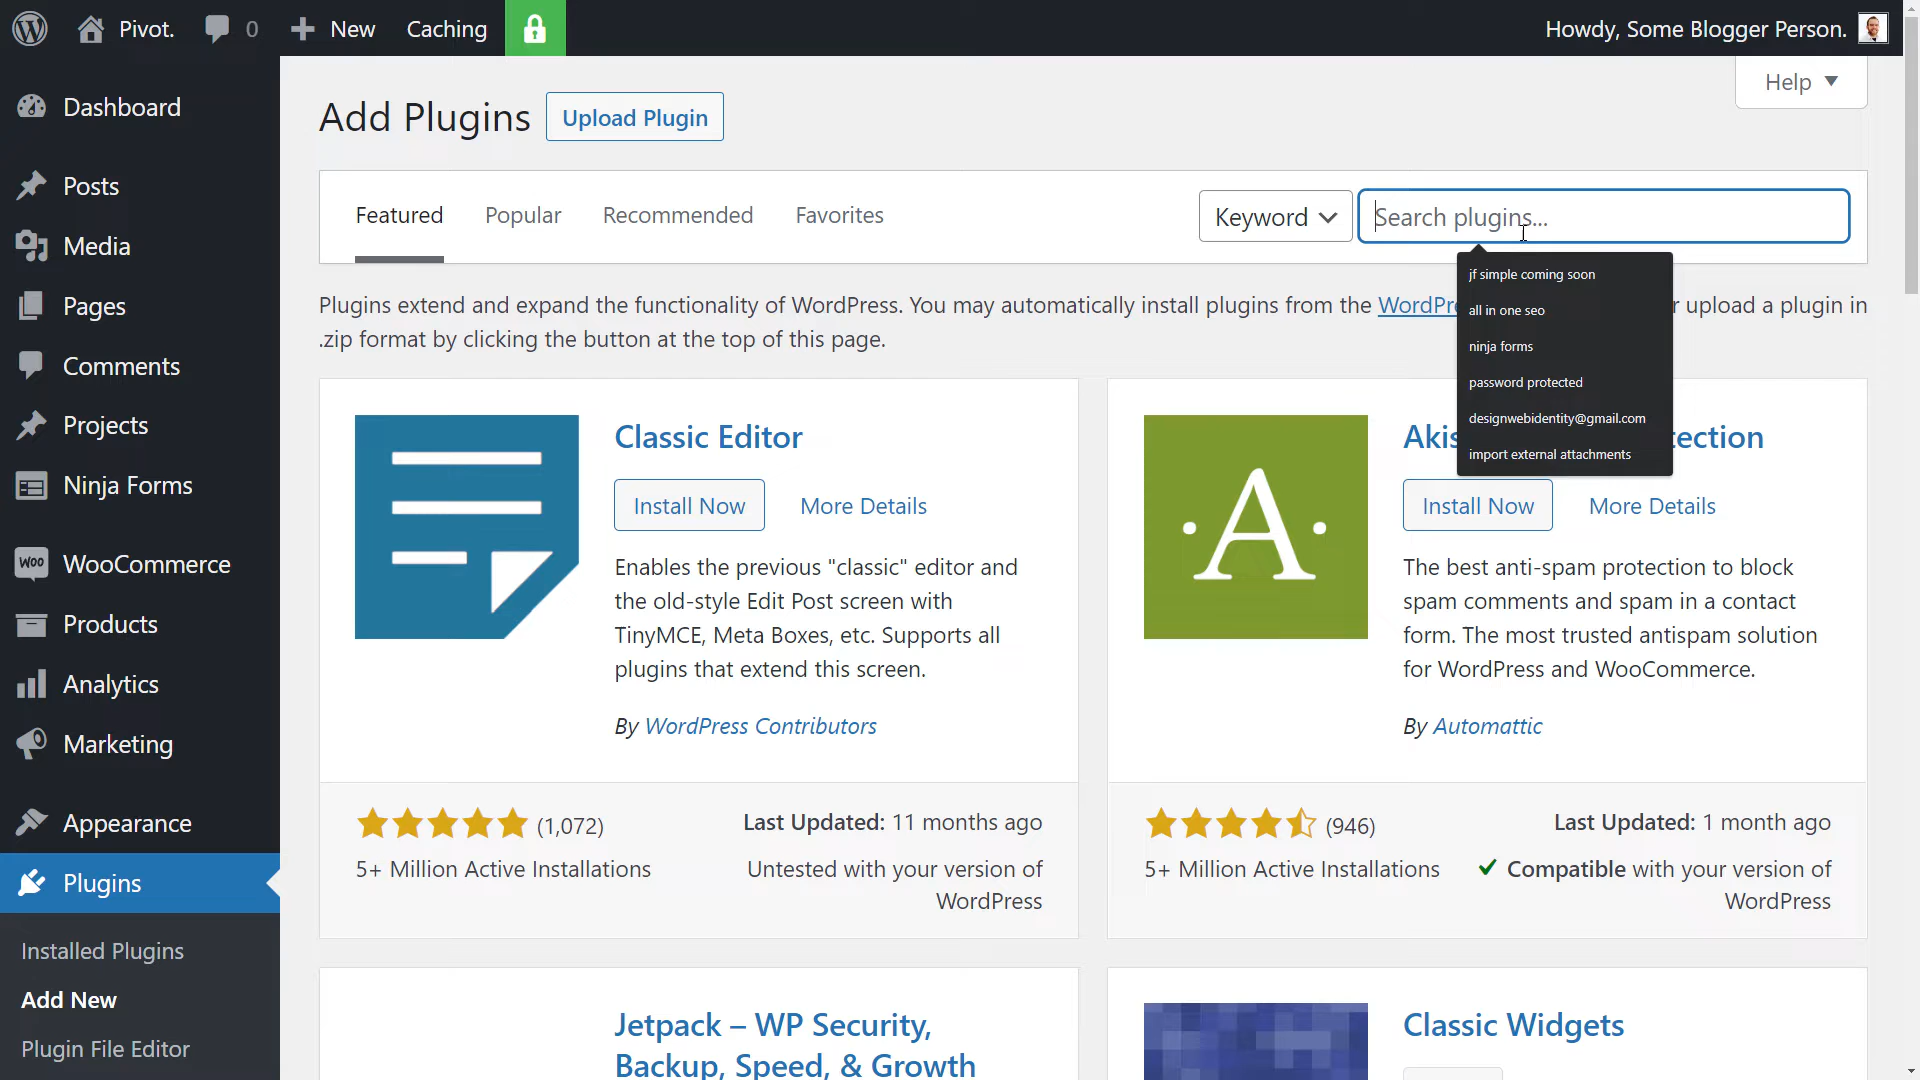 Pivot.
0
New
Caching
Howdy, Some Blogger Person.
Help
Dashboard
Posts
Media
Pages
Comments
Projects
Ninja Forms
WooCommerce
Products
Analytics
Marketing
Appearance
Plugins
Installed Plugins
Add New
Plugin File Editor
Add Plugins
Upload Plugin
Featured
Popular
Recommended
Favorites
Keyword
Search plugins...
jf simple coming soon
all in one seo
ninja forms
password protected
designwebidentity@gmail.com
import external attachments
Plugins extend and expand the functionality of WordPress. You may automatically install plugins from the upload a plugin in
.zip format by clicking the button at the top of this page.
Classic Editor
Install Now
More Details
Enables the previous "classic" editor and
the old-style Edit Post screen with
TinyMCE, Meta Boxes, etc. Supports all
plugins that extend this screen.
By WordPress Contributors
(1,072)
5+ Million Active Installations
Last Updated: 11 months ago
Untested with your version of
WordPress
A
Install Now
More Details
The best anti-spam protection to block
spam comments and spam in a contact
form. The most trusted antispam solution
for WordPress and WooCommerce.
By Automattic
(946)
5+ Million Active Installations
Last Updated: 1 month ago
Compatible with your version of
WordPress
Jetpack – WP Security,
Backup, Speed, & Growth
Classic Widgets